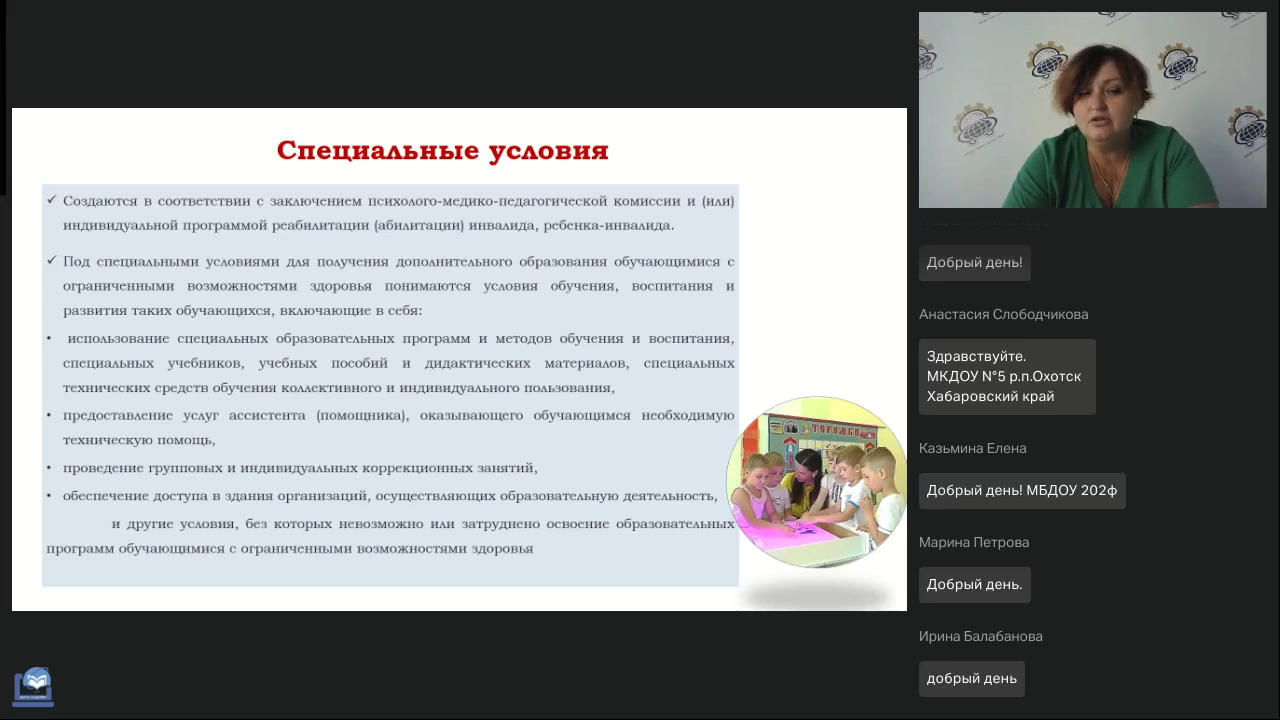 Специальные условия
✓ Создаются в соответствии с заключением психолого-медико-педагогической комиссии и (или)
индивидуальной программой реабилитации (абилитации) инвалида, ребенка-инвалида.
✓ Под специальными условиями для получения дополнительного образования обучающимися с
ограниченными возможностями здоровья понимаются условия обучения, воспитания и
развития таких обучающихся, включающие в себя:
• использование специальных образовательных программ и методов обучения и воспитания,
специальных учебников, учебных пособий и дидактических материалов, специальных
технических средств обучения коллективного и индивидуального пользования,
• предоставление услуг ассистента (помощника), оказывающего обучающимся необходимую
техническую помощь,
• проведение групповых и индивидуальных коррекционных занятий,
• обеспечение доступа в здания организаций, осуществляющих образовательную деятельность,
и другие условия, без которых невозможно или затруднено освоение образовательных
программ обучающимися с ограниченными возможностями здоровья
Добрый день!
Анастасия Слободчикова
Здравствуйте.
МКДОУ N°5 р.п.Охотск
Хабаровский край
Казьмина Елена
Добрый день! МБДОУ 202ф
Марина Петрова
Добрый день.
Ирина Балабанова
добрый день